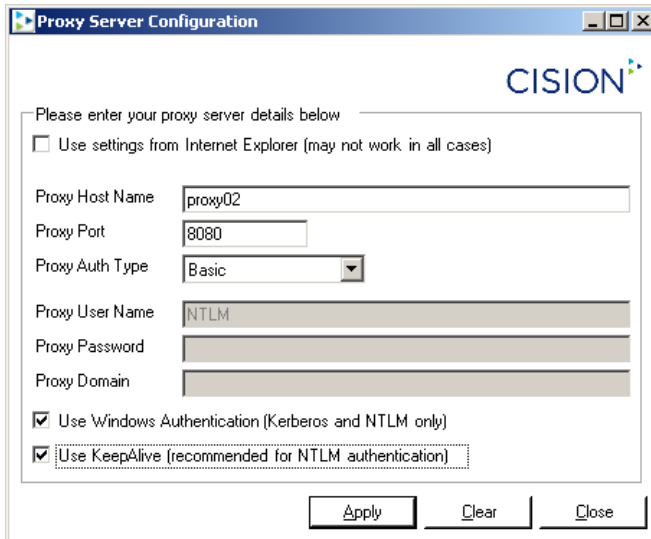 Proxy Server Configuration
CISION
Please enter your proxy server details below
Use settings from Internet Explorer (may not work in all cases)
Proxy Host Name proxy02
Proxy Port 8080
Proxy Auth Type Basic
Proxy User Name NTLM
Proxy Password
Proxy Domain
Use Windows Authentication (Kerberos and NTLM only)
Use KeepAlive (recommended for NTLM authentication)
Apply Clear Close